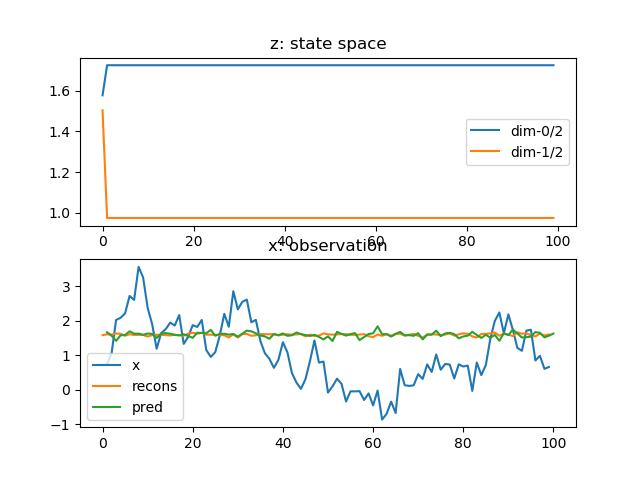 z: state space
1.6
1.4
1.2
1.0
dim-0/2
dim-1/2
0 20 40 60 80 100
x: observation
3
2
1
0
−1
x
recons
pred
0 20 40 60 80 100